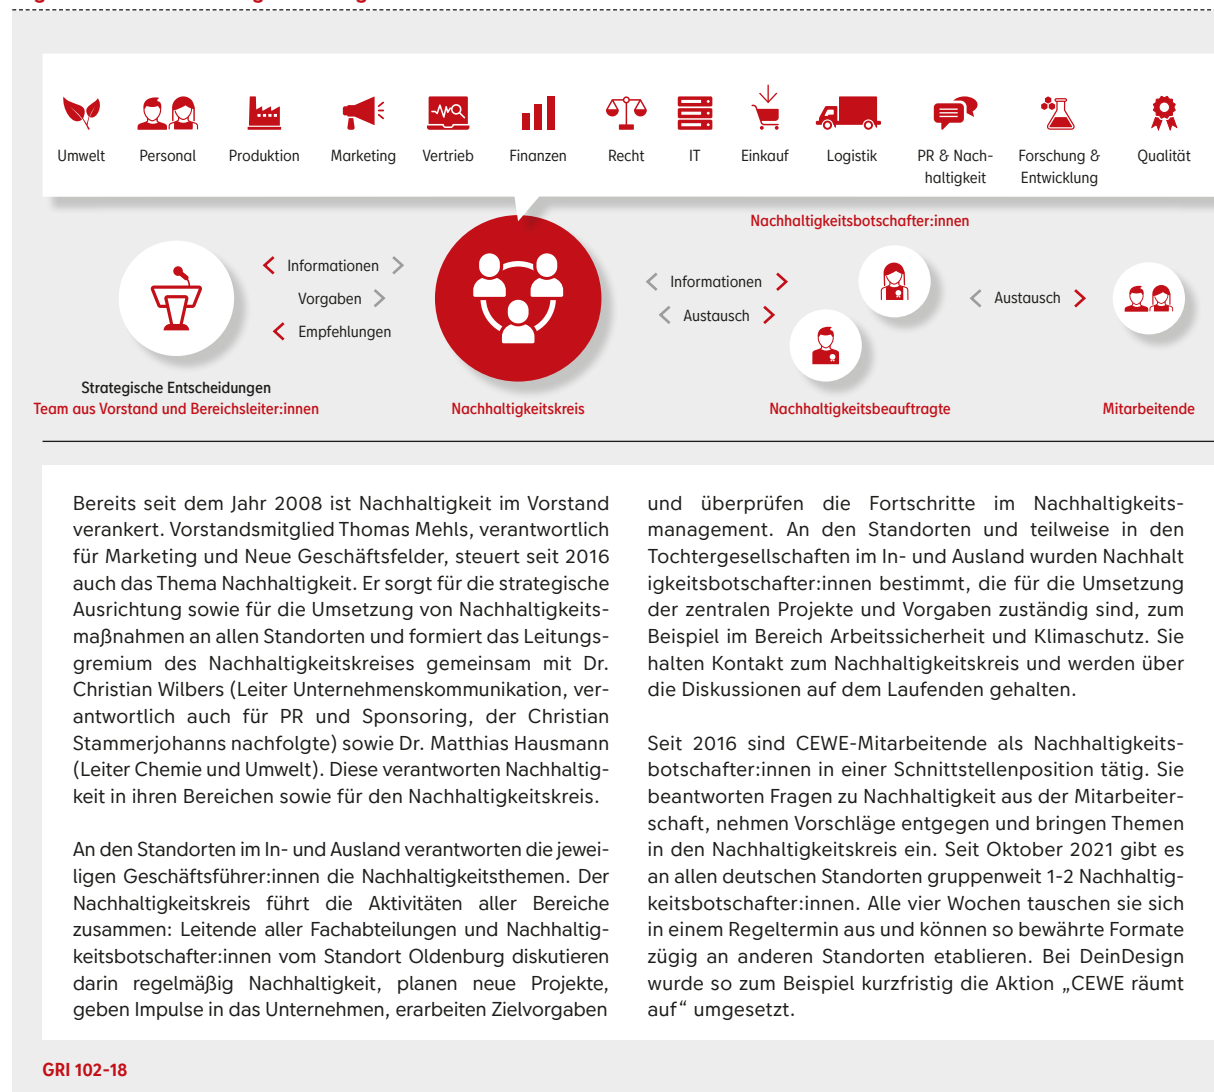 Umwelt
Personal
Produktion
Marketing
Vertrieb
Finanzen
Recht
IT
Einkauf
Logistik
PR & Nach-
haltigkeit
Forschung &
Entwicklung
Qualität
Nachhaltigkeitsbotschafter:innen
Informationen
Vorgaben
Empfehlungen
Informationen
Austausch
Austausch
Strategische Entscheidungen
Team aus Vorstand und Bereichsleiter:innen
Nachhaltigkeitskreis
Nachhaltigkeitsbeauftragte
Mitarbeitende
Bereits seit dem Jahr 2008 ist Nachhaltigkeit im Vorstand
verankert. Vorstandsmitglied Thomas Mehls, verantwortlich
für Marketing und Neue Geschäftsfelder, steuert seit 2016
auch das Thema Nachhaltigkeit. Er sorgt für die strategische
Ausrichtung sowie für die Umsetzung von Nachhaltigkeits-
maßnahmen an allen Standorten und formiert das Leitungs-
gremium des Nachhaltigkeitskreises gemeinsam mit Dr.
Christian Wilbers (Leiter Unternehmenskommunikation, ver-
antwortlich auch für PR und Sponsoring, der Christian
Stammerjohanns nachfolgte) sowie Dr. Matthias Hausmann
(Leiter Chemie und Umwelt). Diese verantworten Nachhaltig-
keit in ihren Bereichen sowie für den Nachhaltigkeitskreis.
An den Standorten im In- und Ausland verantworten die jewei-
ligen Geschäftsführer:innen die Nachhaltigkeitsthemen. Der
Nachhaltigkeitskreis führt die Aktivitäten aller Bereiche
zusammen: Leitende aller Fachabteilungen und Nachhaltig-
keitsbotschafter:innen vom Standort Oldenburg diskutieren
darin regelmäßig Nachhaltigkeit, planen neue Projekte,
geben Impulse in das Unternehmen, erarbeiten Zielvorgaben
und überprüfen die Fortschritte im Nachhaltigkeits-
management. An den Standorten und teilweise in den
Tochtergesellschaften im In- und Ausland wurden Nachhalt
igkeitsbotschafter:innen bestimmt, die für die Umsetzung
der zentralen Projekte und Vorgaben zuständig sind, zum
Beispiel im Bereich Arbeitssicherheit und Klimaschutz. Sie
halten Kontakt zum Nachhaltigkeitskreis und werden über
die Diskussionen auf dem Laufenden gehalten.
Seit 2016 sind CEWE-Mitarbeitende als Nachhaltigkeits-
botschafter:innen in einer Schnittstellenposition tätig. Sie
beantworten Fragen zu Nachhaltigkeit aus der Mitarbeiter-
schaft, nehmen Vorschläge entgegen und bringen Themen
in den Nachhaltigkeitskreis ein. Seit Oktober 2021 gibt es
an allen deutschen Standorten gruppenweit 1-2 Nachhaltig-
keitsbotschafter:innen. Alle vier Wochen tauschen sie sich
in einem Regeltermin aus und können so bewährte Formate
zügig an anderen Standorten etablieren. Bei DeinDesign
wurde so zum Beispiel kurzfristig die Aktion „CEWE räumt
auf“ umgesetzt.
GRI 102-18